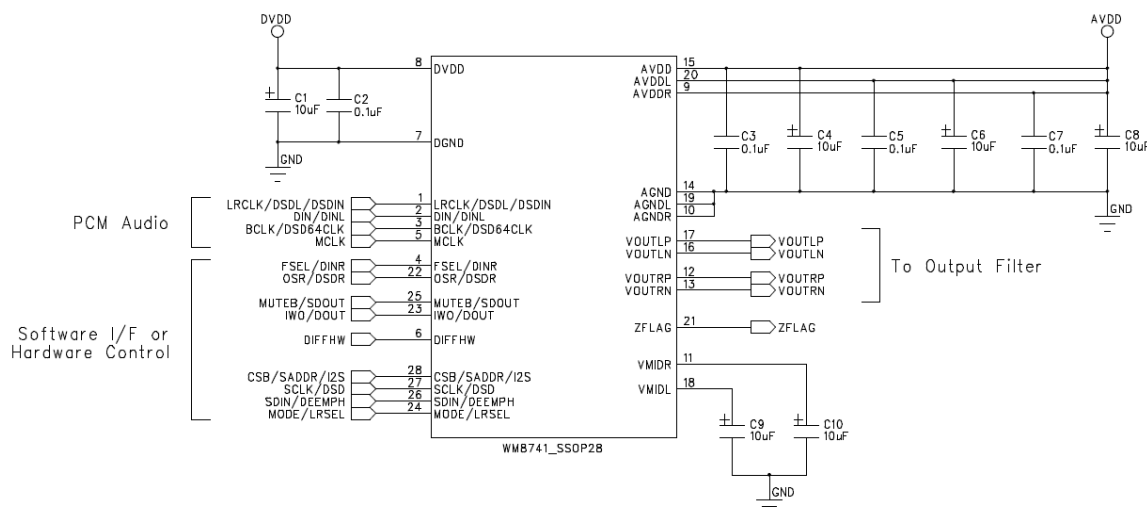 DVDD
AVDD
8 DVDD
AVDD 15
AVDDL 20
AVDDR 9
C1 10uF
C2 0.1uF
C3 0.1uF
C4 10uF
C5 0.1uF
C6 10uF
C7 0.1uF
C8 10uF
7 DGND
GND
AGND 14
AGNDL 19
AGNDR 10
GND
PCM Audio
LRCLK/DSDL/DSDIN 1 LRCLK/DSDL/DSDIN
DIN/DINL 2 DIN/DINL
BCLK/DSD64CLK 3 BCLK/DSD64CLK
MCLK 5 MCLK
VOUTLP 17 VOUTLP
VOUTLN 16 VOUTLN
VOUTRP 12 VOUTRP
VOUTRN 13 VOUTRN
To Output Filter
Software I/F or
Hardware Control
FSEL/DINR 4 FSEL/DINR
OSR/DSDR 22 OSR/DSDR
MUTEB/SDOUT 25 MUTEB/SDOUT
IWO/DOUT 23 IWO/DOUT
DIFFHW 6 DIFFHW
CSB/SADDR/I2S 28 CSB/SADDR/I2S
SCLK/DSD 27 SCLK/DSD
SDIN/DEEMPH 26 SDIN/DEEMPH
MODE/LRSEL 24 MODE/LRSEL
ZFLAG 21 ZFLAG
VMIDR 11
VMIDL 18
C9 10uF
C10 10uF
GND
WM8741_SSOP28